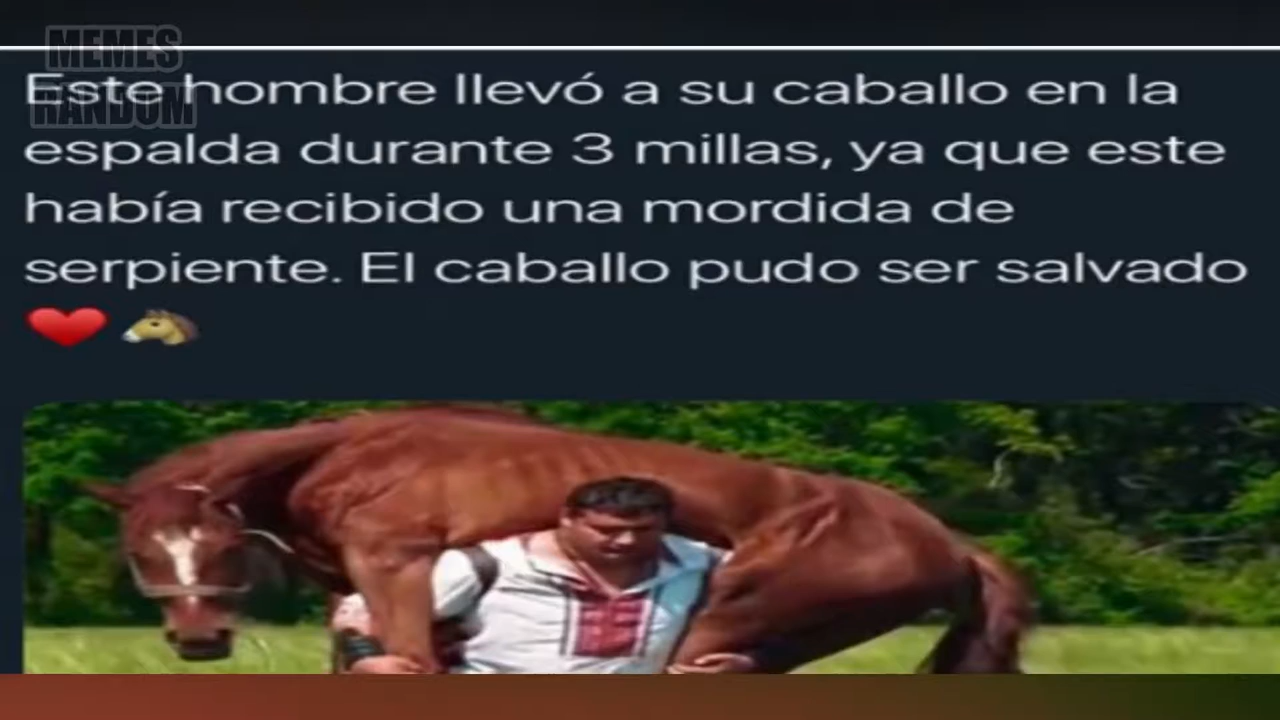 MEMES
RANDOM
Este hombre llevó a su caballo en la
espalda durante 3 millas, ya que este
había recibido una mordida de
serpiente. El caballo pudo ser salvado
❤️ 🐴